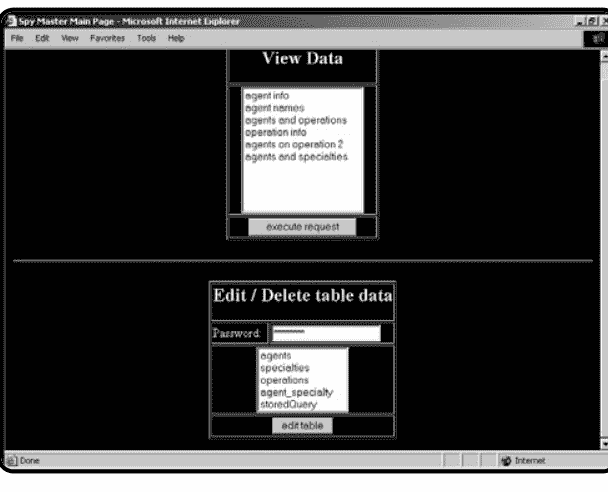 Spy Master Main Page - Microsoft Internet Explorer
File Edit View Favorites Tools Help
View Data
agent info
agent names
agents and operations
operation info
agents on operation 2
agents and specialties
execute request
Edit / Delete table data
Password:
agents
specialties
operations
agent_specialty
storedQuery
edit table
Done Internet